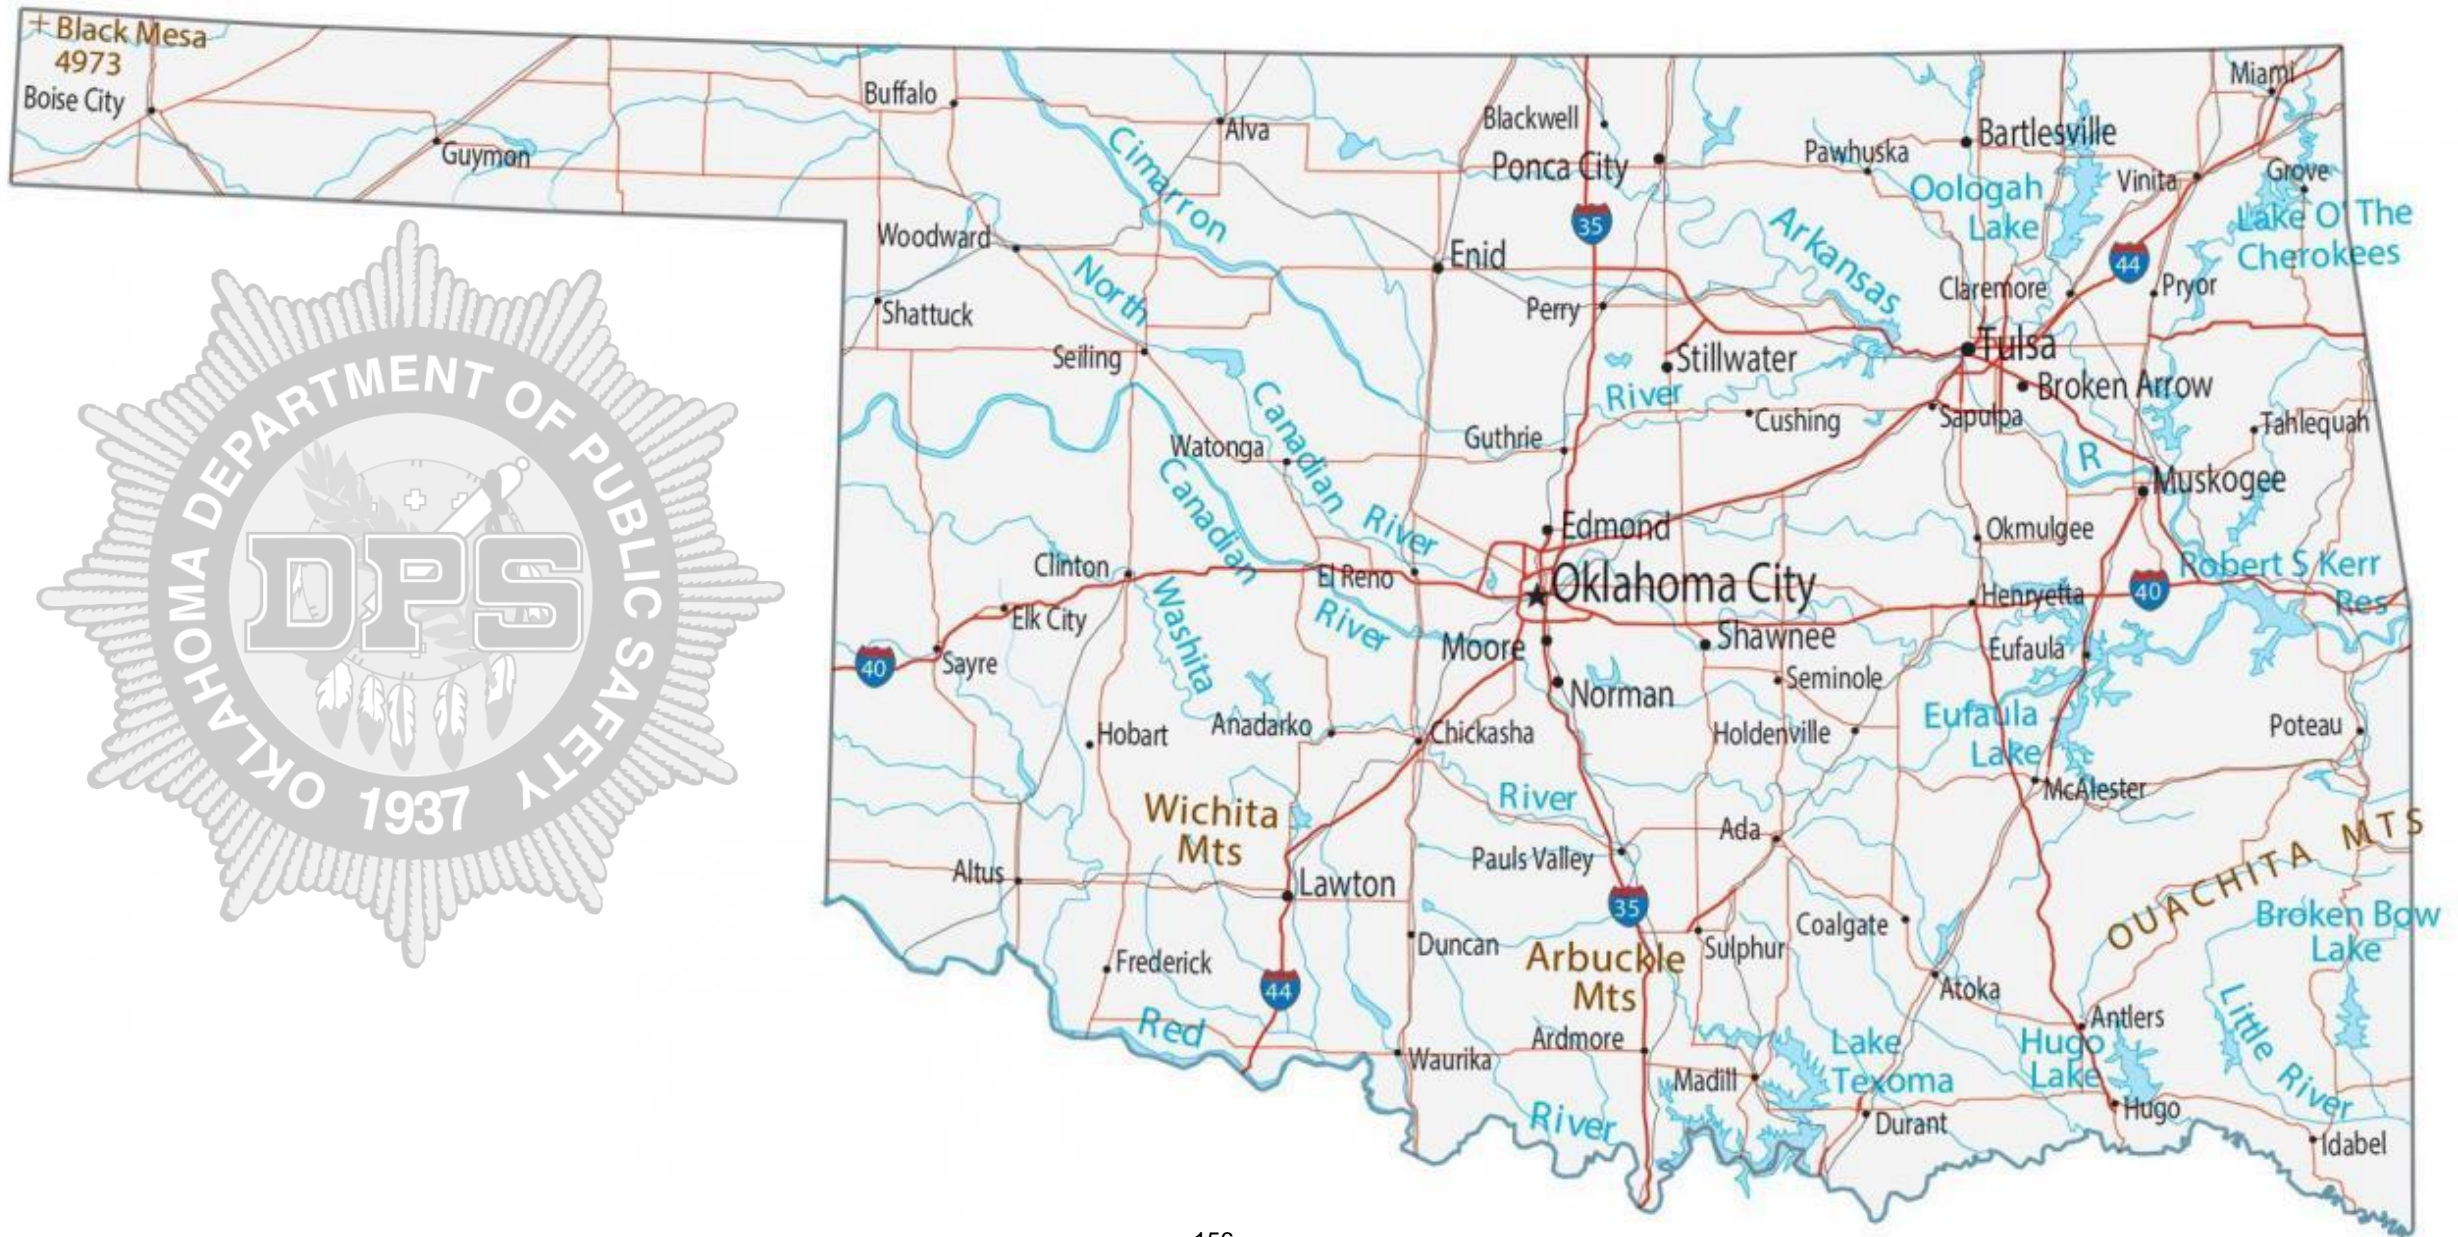 Black Mesa
4973
Boise City
Guymon
Buffalo
Alva
Cimarron
Blackwell
Ponca City
Pawhuska
Bartlesville
Miami
Vinita
Grove
Oologah
Lake
Lake O' The
Cherokees
Arkansas
35
44
Woodward
North
Enid
Shattuck
Perry
Claremore
Pryor
Seiling
Stillwater
Tulsa
River
Broken Arrow
Canadian
Cushing
Sapulpa
Tahlequah
Watonga
Guthrie
R
Muskogee
Canadian
River
Edmond
Okmulgee
Clinton
El Reno
Oklahoma City
Henryetta
40
Robert S Kerr
Res
Washita
River
Elk City
Moore
Shawnee
Eufaula
40
Sayre
Norman
Seminole
Hobart
Anadarko
Chickasha
Holdenville
Eufaula
Lake
Poteau
River
McAlester
Wichita
Mts
Ada
Pauls Valley
OUACHITA MTS
Altus
Lawton
35
Coalgate
Broken Bow
Lake
Duncan
Arbuckle
Mts
Sulphur
Frederick
44
Atoka
Little River
Red
Ardmore
Lake
Texoma
Hugo
Lake
Antlers
Waurika
Madill
River
Durant
Hugo
Idabel
OKLAHOMA DEPARTMENT OF PUBLIC SAFETY
DPS
1937